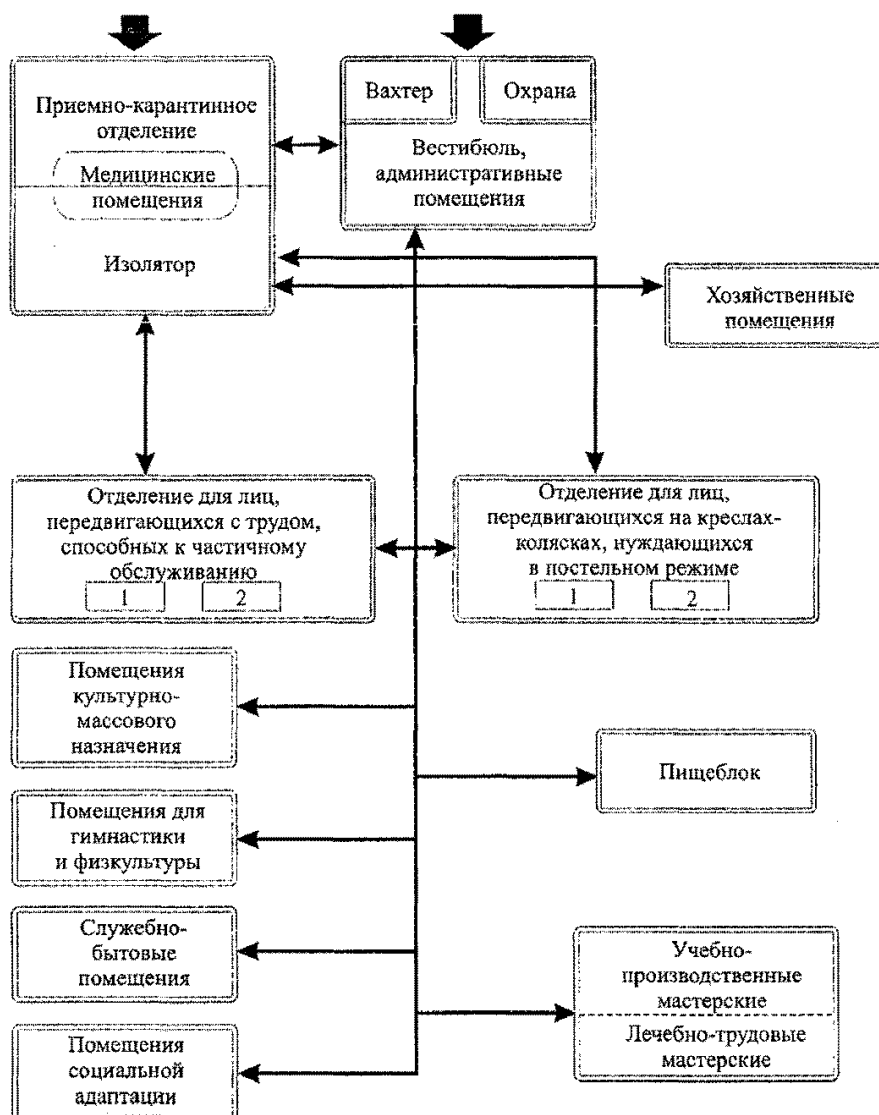 Приемно-карантинное
отделение
Медицинские
помещения
Изолятор
Вахтер
Охрана
Вестибюль,
административные
помещения
Хозяйственные
помещения
Отделение для лиц,
передвигающихся с трудом,
способных к частичному
обслуживанию
1 2
Отделение для лиц,
передвигающихся на креслах-
колясках, нуждающихся
в постельном режиме
1 2
Помещения
культурно-
массового
назначения
Пищеблок
Помещения для
гимнастики
и физкультуры
Служебно-
бытовые
помещения
Учебно-
производственные
мастерские
Лечебно-трудовые
мастерские
Помещения
социальной
адаптации